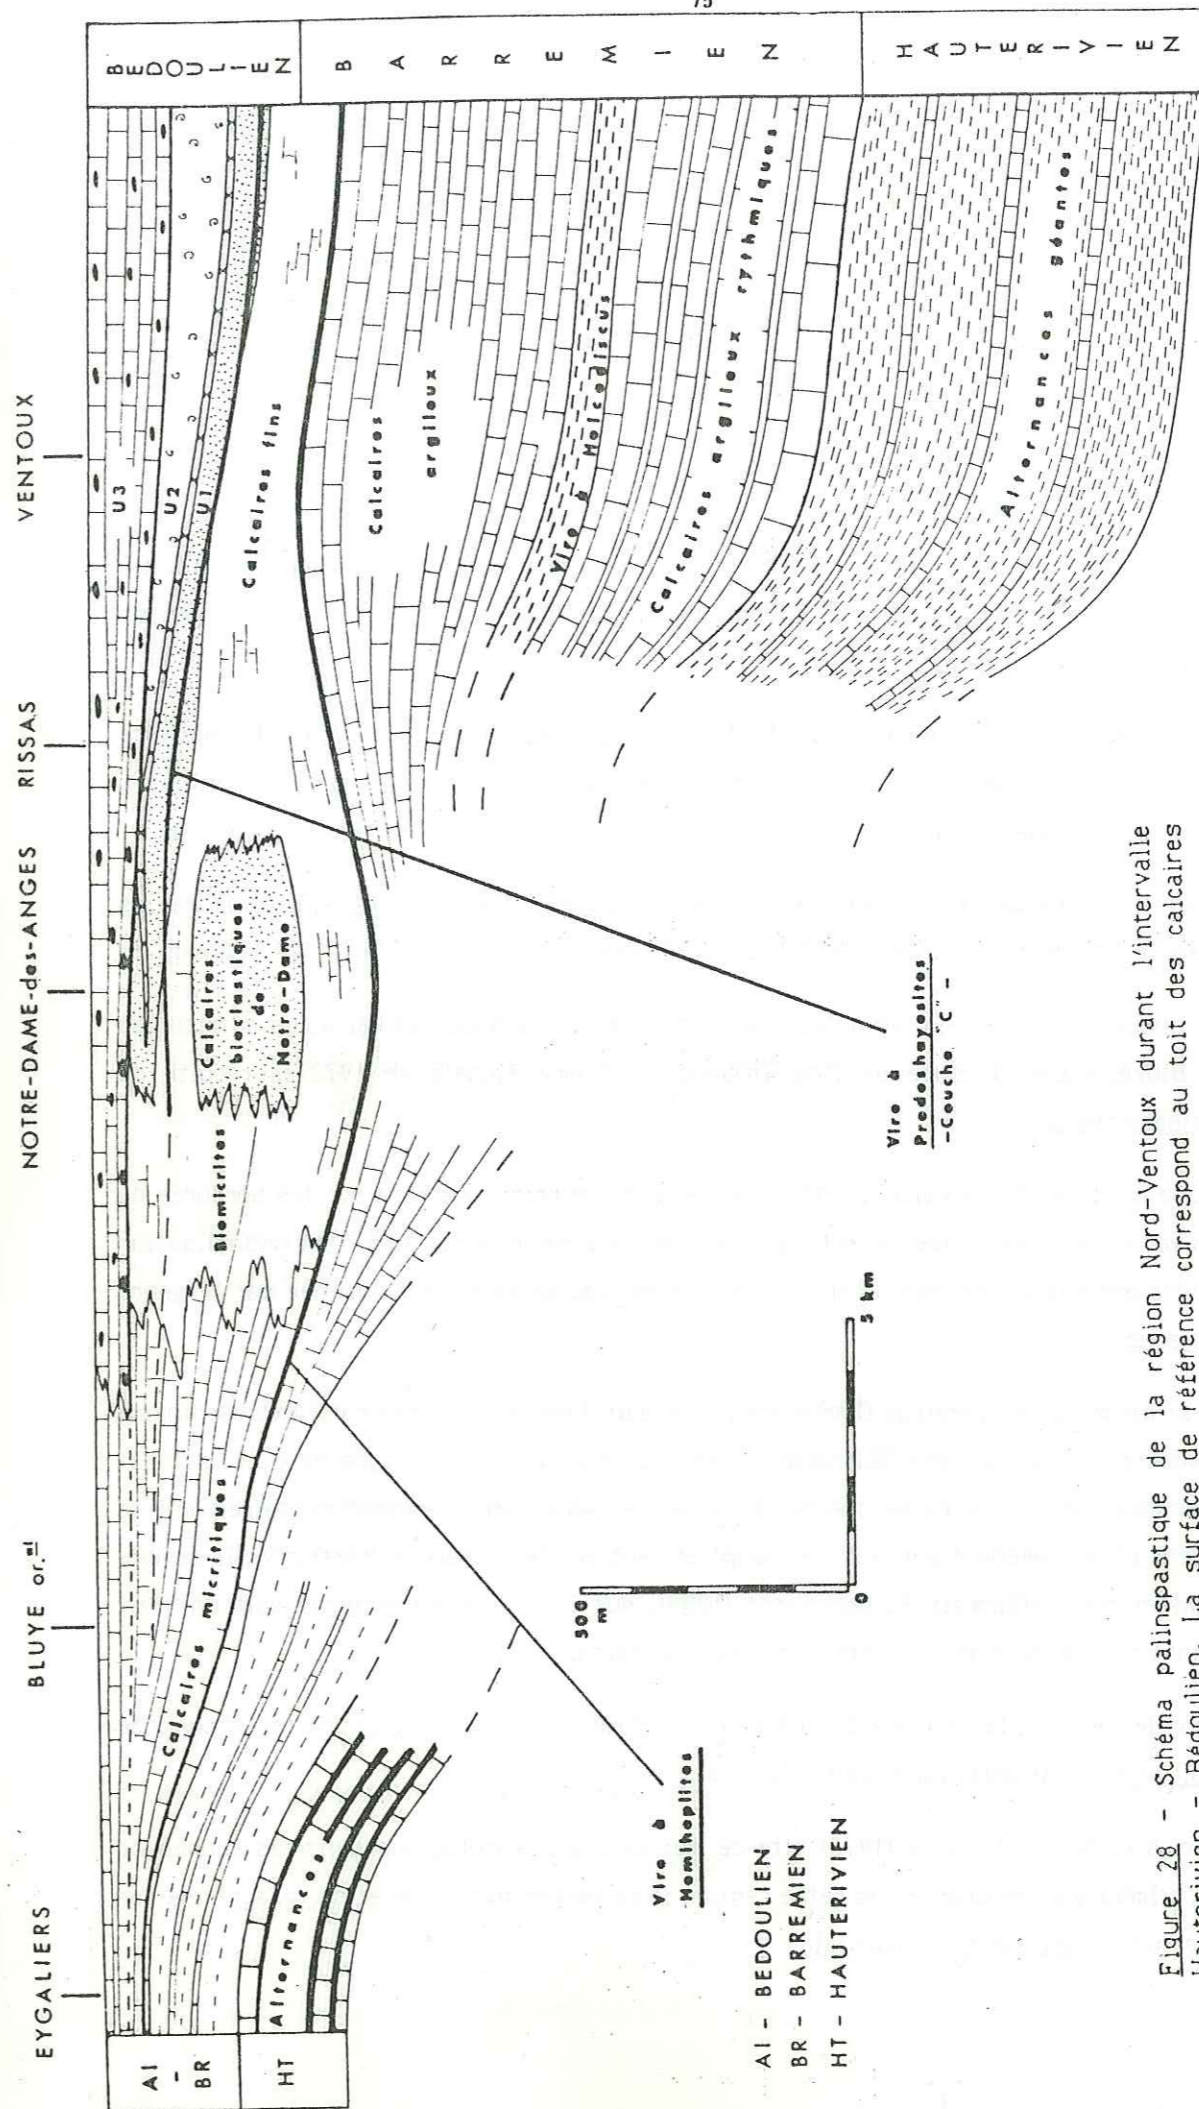 75
EYGALIERS
BLUYE or.al
NOTRE-DAME-des-ANGES
RISSAS
VENTOUX
BEDOULIEN
BARREMIEN
HAUTERIVIEN
AI - BR
HT
U3
U2
U1
Calcaires fins
Calcaires
argileux
Vire à Holcodiscus
Calcaires argileux rythmiques
Alternances géantes
Calcaires
bioclastiques
de
Notre-Dame
Biomicrites
Calcaires micritiques
Alternances
Vire à
Hemihoplites
Vire à
Predeshayesites
-Couche "C"-
500
m
0
5 km
AI - BEDOULIEN
BR - BARREMIEN
HT - HAUTERIVIEN
Figure 28 - Schéma palinspastique de la région Nord-Ventoux durant l'intervalle
Hauterivien - Bédoulien. La surface de référence correspond au toit des calcaires